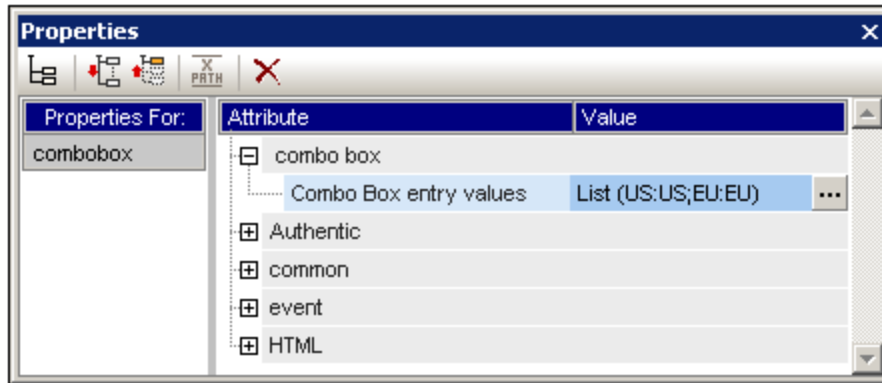 Properties
X
PATH
Properties For:
Attribute
Value
combobox
combo box
Combo Box entry values
List (US:US;EU:EU)
...
Authentic
common
event
HTML